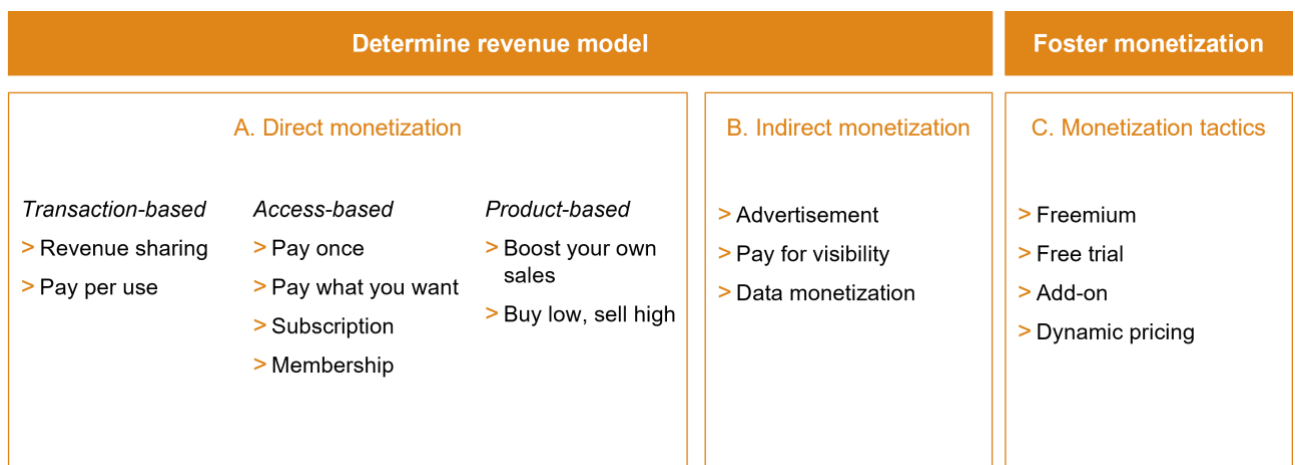 Determine revenue model
Foster monetization
A. Direct monetization
Transaction-based
> Revenue sharing
> Pay per use
Access-based
> Pay once
> Pay what you want
> Subscription
> Membership
Product-based
> Boost your own
sales
> Buy low, sell high
B. Indirect monetization
> Advertisement
> Pay for visibility
> Data monetization
C. Monetization tactics
> Freemium
> Free trial
> Add-on
> Dynamic pricing